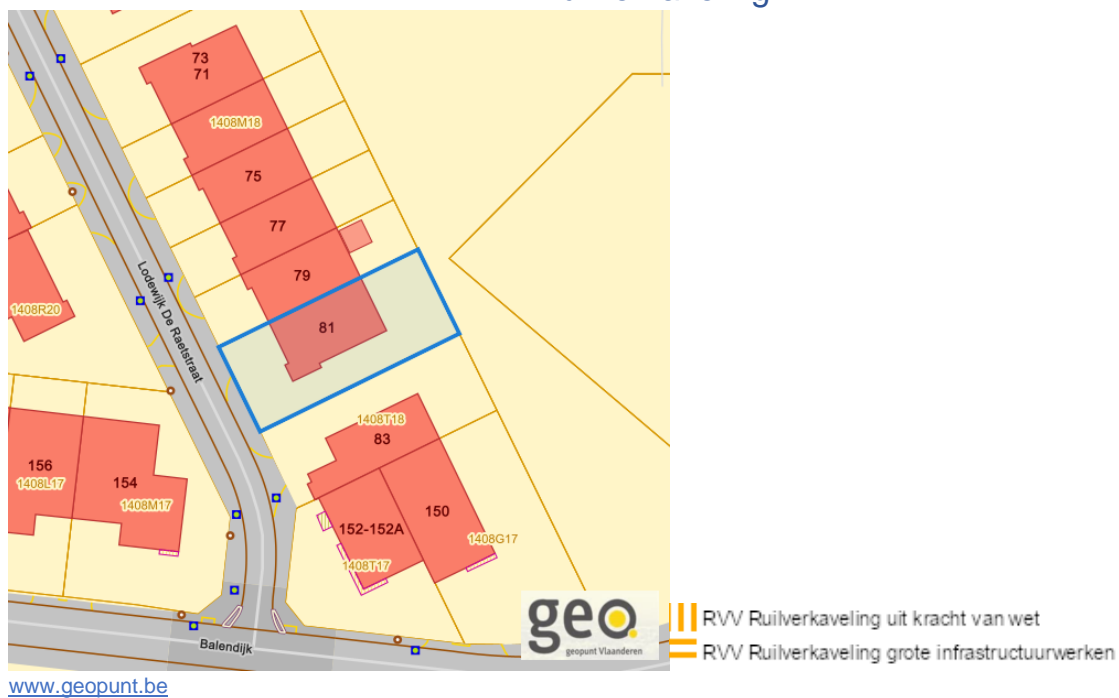 73
71
1408M18
75
77
79
81
Lodewijk De Raetstraat
1408R20
1408T18
83
156
1408L17
154
1408M17
150
152-152A
1408G17
1408T17
Balendijk
geo
geopunt Vlaanderen
RVV Ruilverkaveling uit kracht van wet
RVV Ruilverkaveling grote infrastructuurwerken
www.geopunt.be